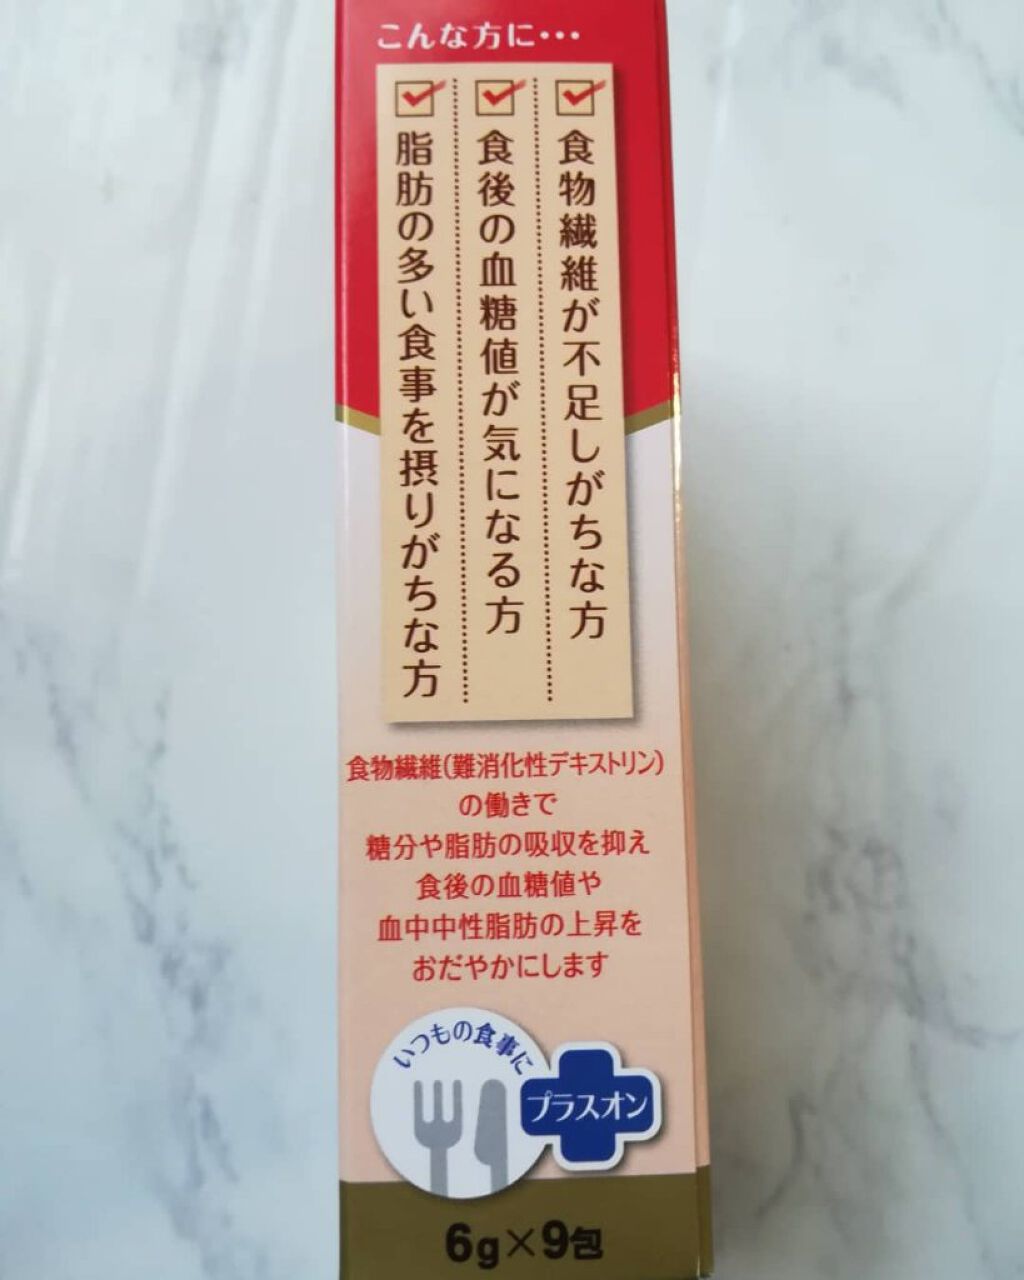 こんな方に・・・
食物繊維が不足しがちな方
食後の血糖値が気になる方
脂肪の多い食事を摂りがちな方
食物繊維(難消化性デキストリン)
の働きで
糖分や脂肪の吸収を抑え
食後の血糖値や
血中中性脂肪の上昇を
おだやかにします
いつもの食事に
プラスオン
6g×9包